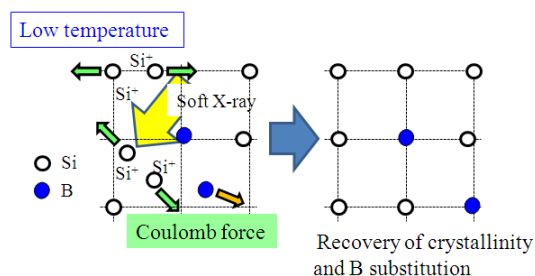 Low temperature
Si⁺
Si⁺
Soft X-ray
Si⁺
Si⁺
Si
B
Coulomb force
Recovery of crystallinity
and B substitution